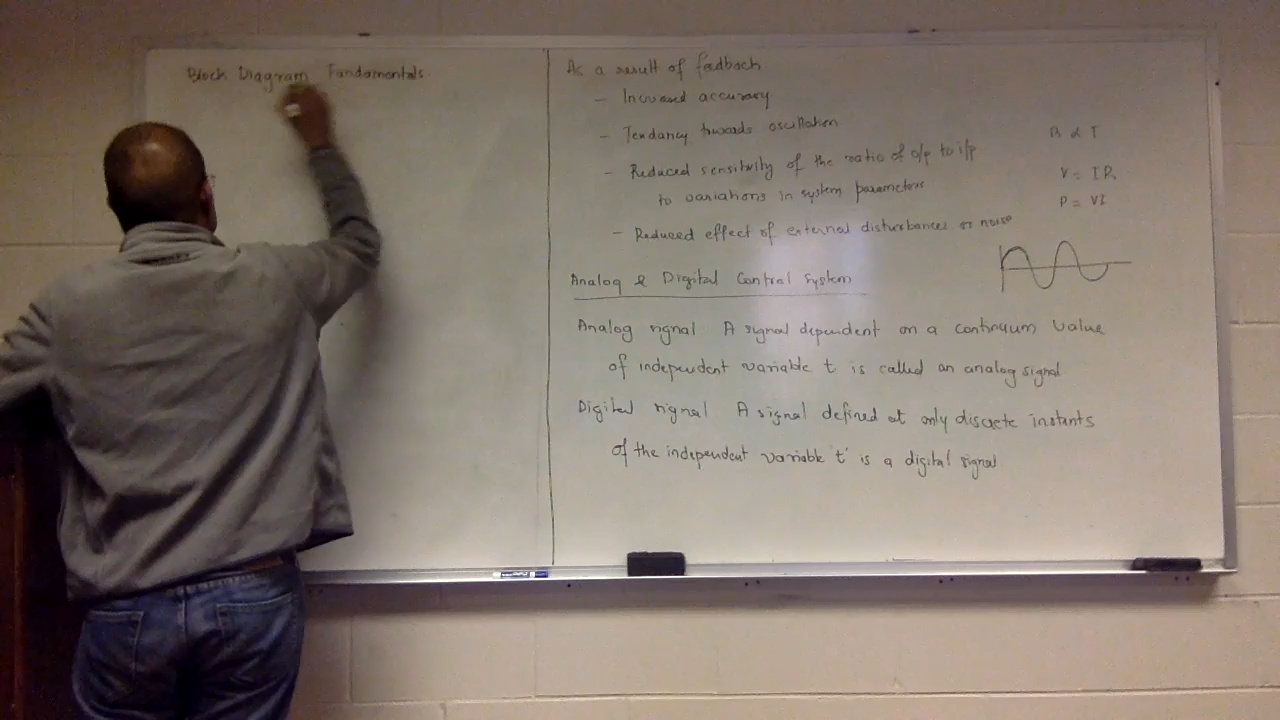 Block Diagram Fundamentals
As a result of feedback
- Increased accuracy
- Tendancy towards oscillation
- Reduced sensitivity of the ratio of o/p to i/p
to variations in system parameters
- Reduced effect of external disturbances or noise
R α T
V = IR
P = VI
Analog & Digital Control System
Analog signal A signal dependent on a continuum value
of independent variable t is called an analog signal
Digital signal A signal defined at only discrete instants
of the independent variable t' is a digital signal